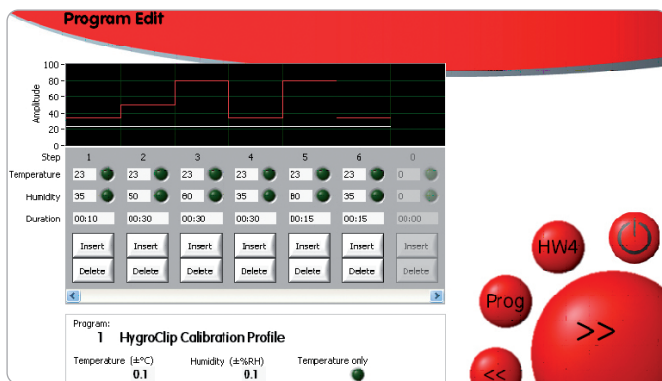 Program Edit
100
80
60
40
20
0
Amplitude
Step 1 2 3 4 5 6 0
Temperature 23 23 23 23 23 23 0
Humidity 35 50 80 35 80 35 0
Duration 00:10 00:30 00:30 00:30 00:15 00:15 00:00
Insert Insert Insert Insert Insert Insert Insert
Delete Delete Delete Delete Delete Delete Delete
Program:
1 HygroClip Calibration Profile
Temperature (±°C) Humidity (±%RH) Temperature only
0.1 0.1
HW4
Prog
>>
<<